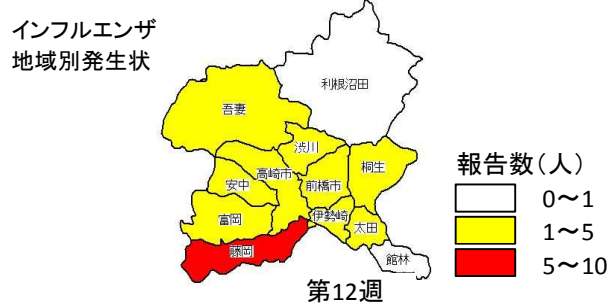 インフルエンザ
地域別発生状
利根沼田
吾妻
渋川
桐生
高崎市
前橋市
安中
伊勢崎
富岡
太田
藤岡
館林
第12週
報告数(人)
0～1
1～5
5～10